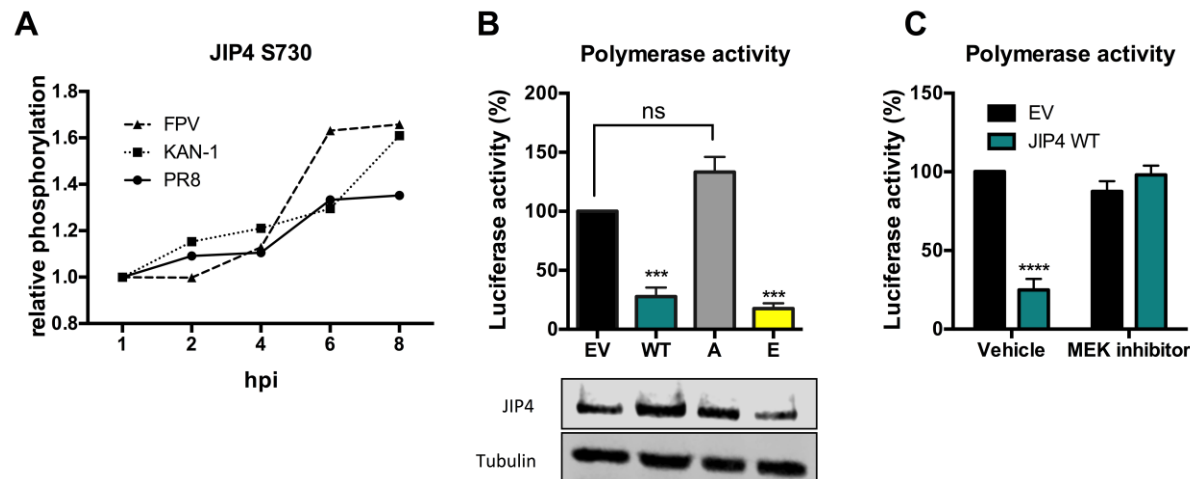 A
JIP4 S730
relative phosphorylation
1.8
1.6
1.4
1.2
1.0
0.8
FPV
KAN-1
PR8
1 2 4 6 8
hpi
B
Polymerase activity
Luciferase activity (%)
200
150
100
50
0
ns
***
***
EV WT A E
JIP4
Tubulin
C
Polymerase activity
Luciferase activity (%)
150
100
50
0
EV
JIP4 WT
****
Vehicle MEK inhibitor